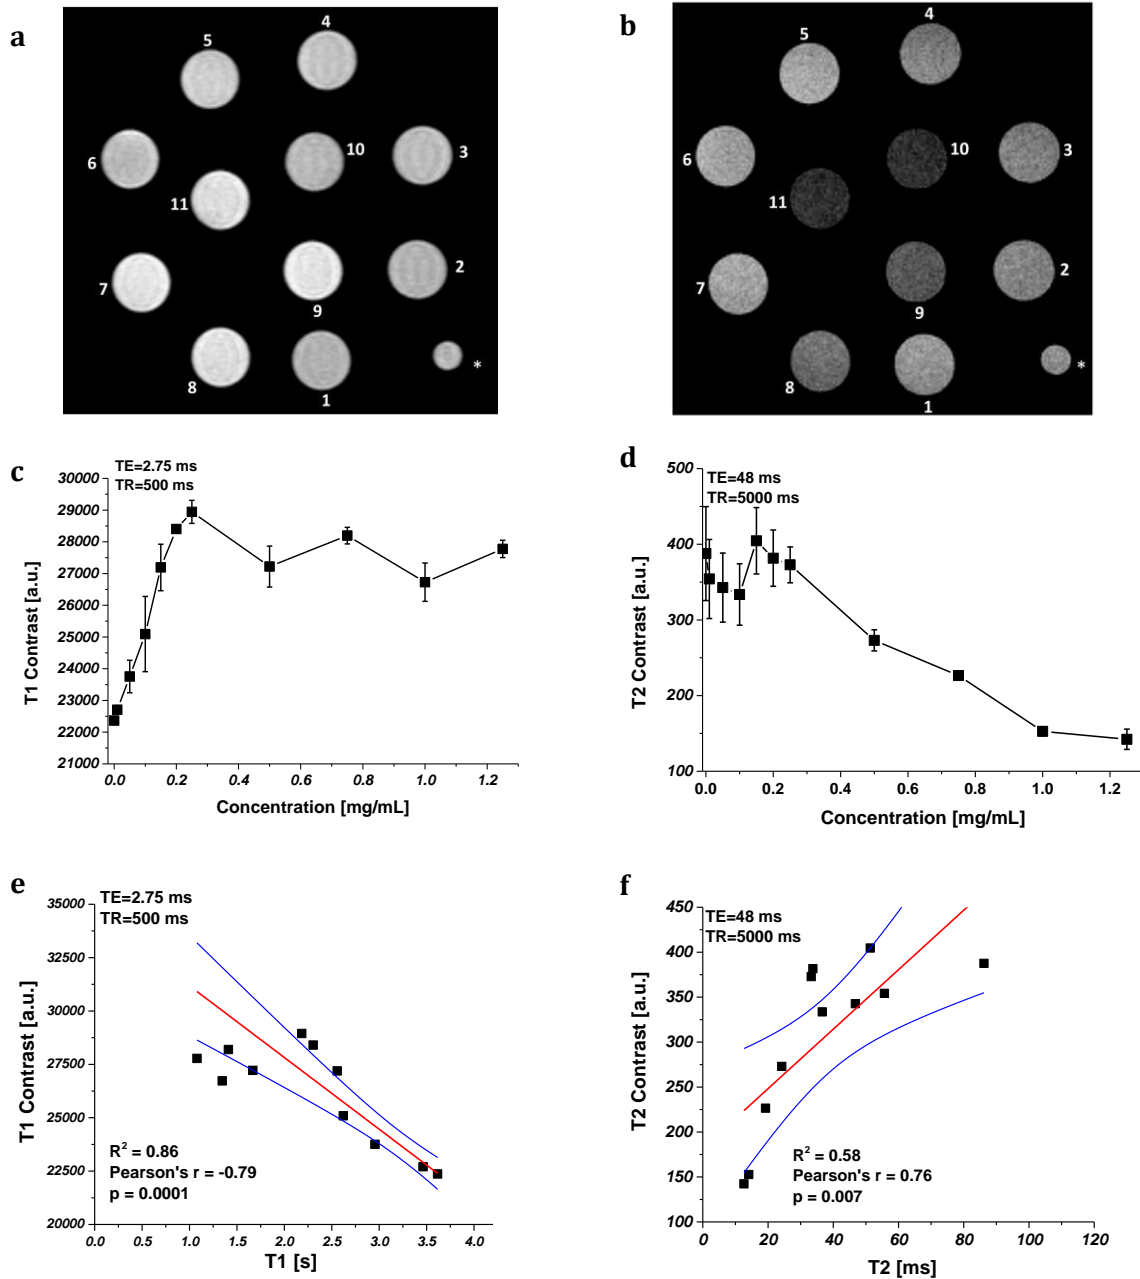 a
5
4
6
10
3
11
7
2
9
8
1
*
b
4
5
6
10
3
11
7
2
9
8
1
*
c
TE=2.75 ms
TR=500 ms
30000
29000
28000
27000
26000
25000
24000
23000
22000
21000
T1 Contrast [a.u.]
0.0 0.2 0.4 0.6 0.8 1.0 1.2
Concentration [mg/mL]
d
TE=48 ms
TR=5000 ms
500
400
300
200
100
T2 Contrast [a.u.]
0.0 0.2 0.4 0.6 0.8 1.0 1.2
Concentration [mg/mL]
e
TE=2.75 ms
TR=500 ms
35000
32500
30000
27500
25000
22500
20000
T1 Contrast [a.u.]
R² = 0.86
Pearson's r = -0.79
p = 0.0001
0.0 0.5 1.0 1.5 2.0 2.5 3.0 3.5 4.0
T1 [s]
f
TE=48 ms
TR=5000 ms
450
400
350
300
250
200
150
100
T2 Contrast [a.u.]
R² = 0.58
Pearson's r = 0.76
p = 0.007
0 20 40 60 80 100 120
T2 [ms]